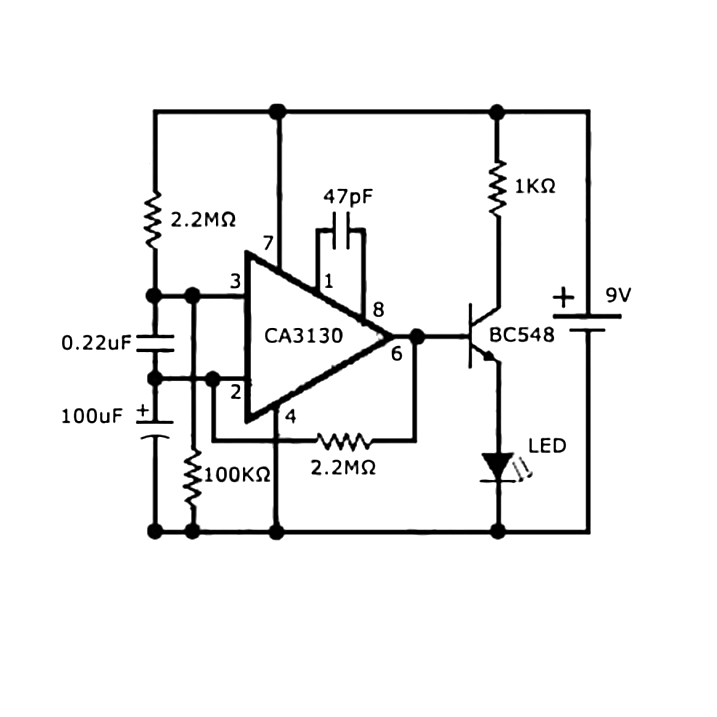 47pF
1KΩ
2.2MΩ
7
3
1
8
+ 9V
0.22uF
CA3130
6
BC548
2
100uF +
4
LED
100KΩ
2.2MΩ